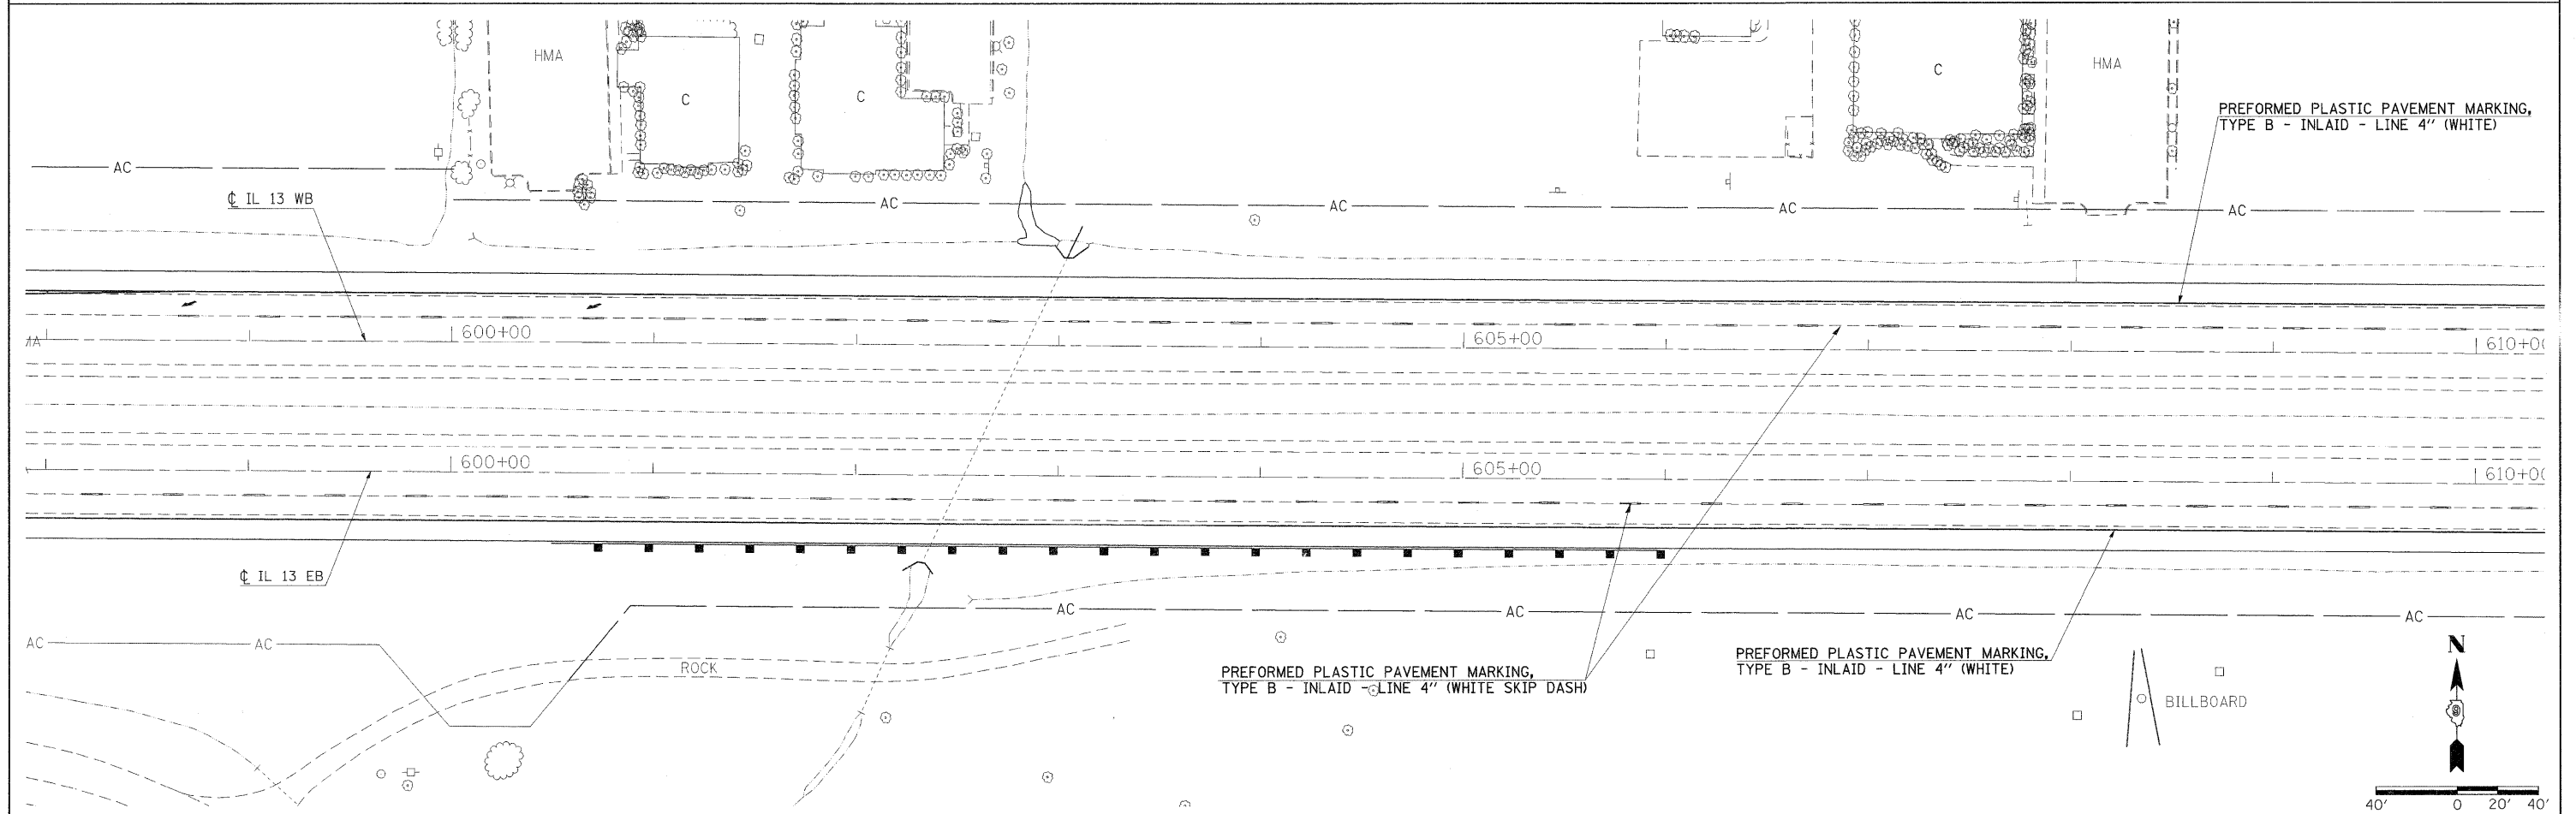 HMA
C
C
C
HMA
PREFORMED PLASTIC PAVEMENT MARKING,
TYPE B - INLAID - LINE 4" (WHITE)
AC
℄ IL 13 WB
AC
AC
AC
AC
600+00
605+00
610+00
600+00
605+00
610+00
℄ IL 13 EB
AC
AC
AC
AC
AC
AC
ROCK
PREFORMED PLASTIC PAVEMENT MARKING,
TYPE B - INLAID - LINE 4" (WHITE SKIP DASH)
PREFORMED PLASTIC PAVEMENT MARKING,
TYPE B - INLAID - LINE 4" (WHITE)
BILLBOARD
N
9
40' 0 20' 40'